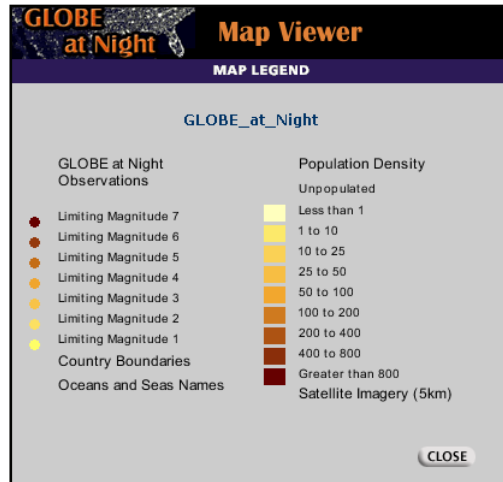 GLOBE
at Night
Map Viewer
MAP LEGEND
GLOBE_at_Night
GLOBE at Night
Observations
Limiting Magnitude 7
Limiting Magnitude 6
Limiting Magnitude 5
Limiting Magnitude 4
Limiting Magnitude 3
Limiting Magnitude 2
Limiting Magnitude 1
Country Boundaries
Oceans and Seas Names
Population Density
Unpopulated
Less than 1
1 to 10
10 to 25
25 to 50
50 to 100
100 to 200
200 to 400
400 to 800
Greater than 800
Satellite Imagery (5km)
CLOSE